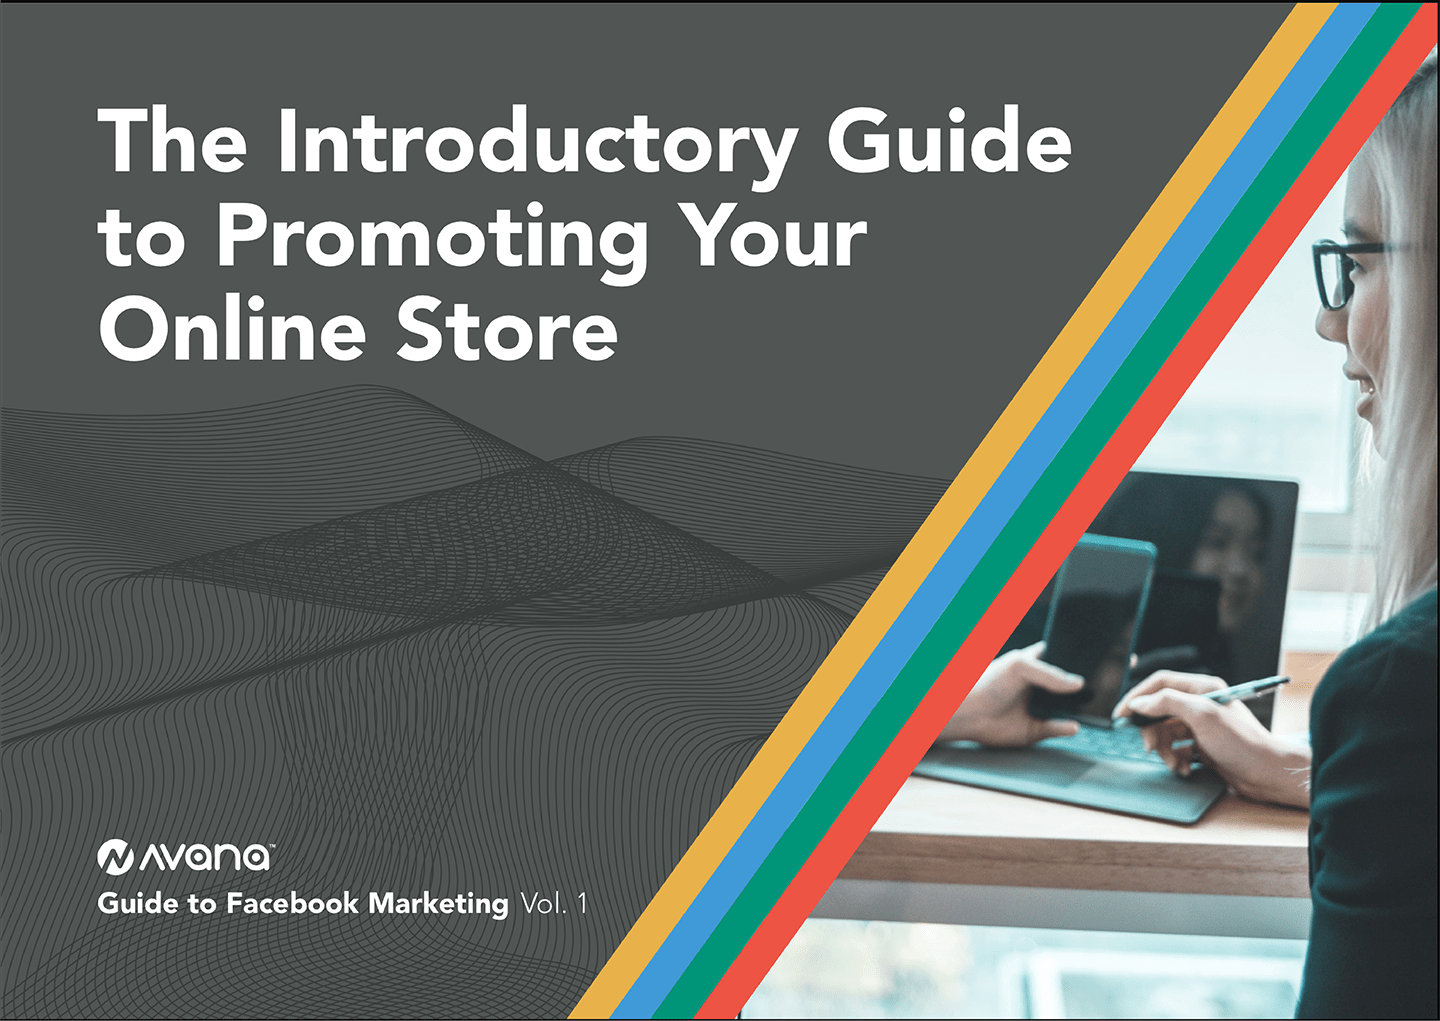 The Introductory Guide
to Promoting Your
Online Store
Avana™
Guide to Facebook Marketing Vol. 1